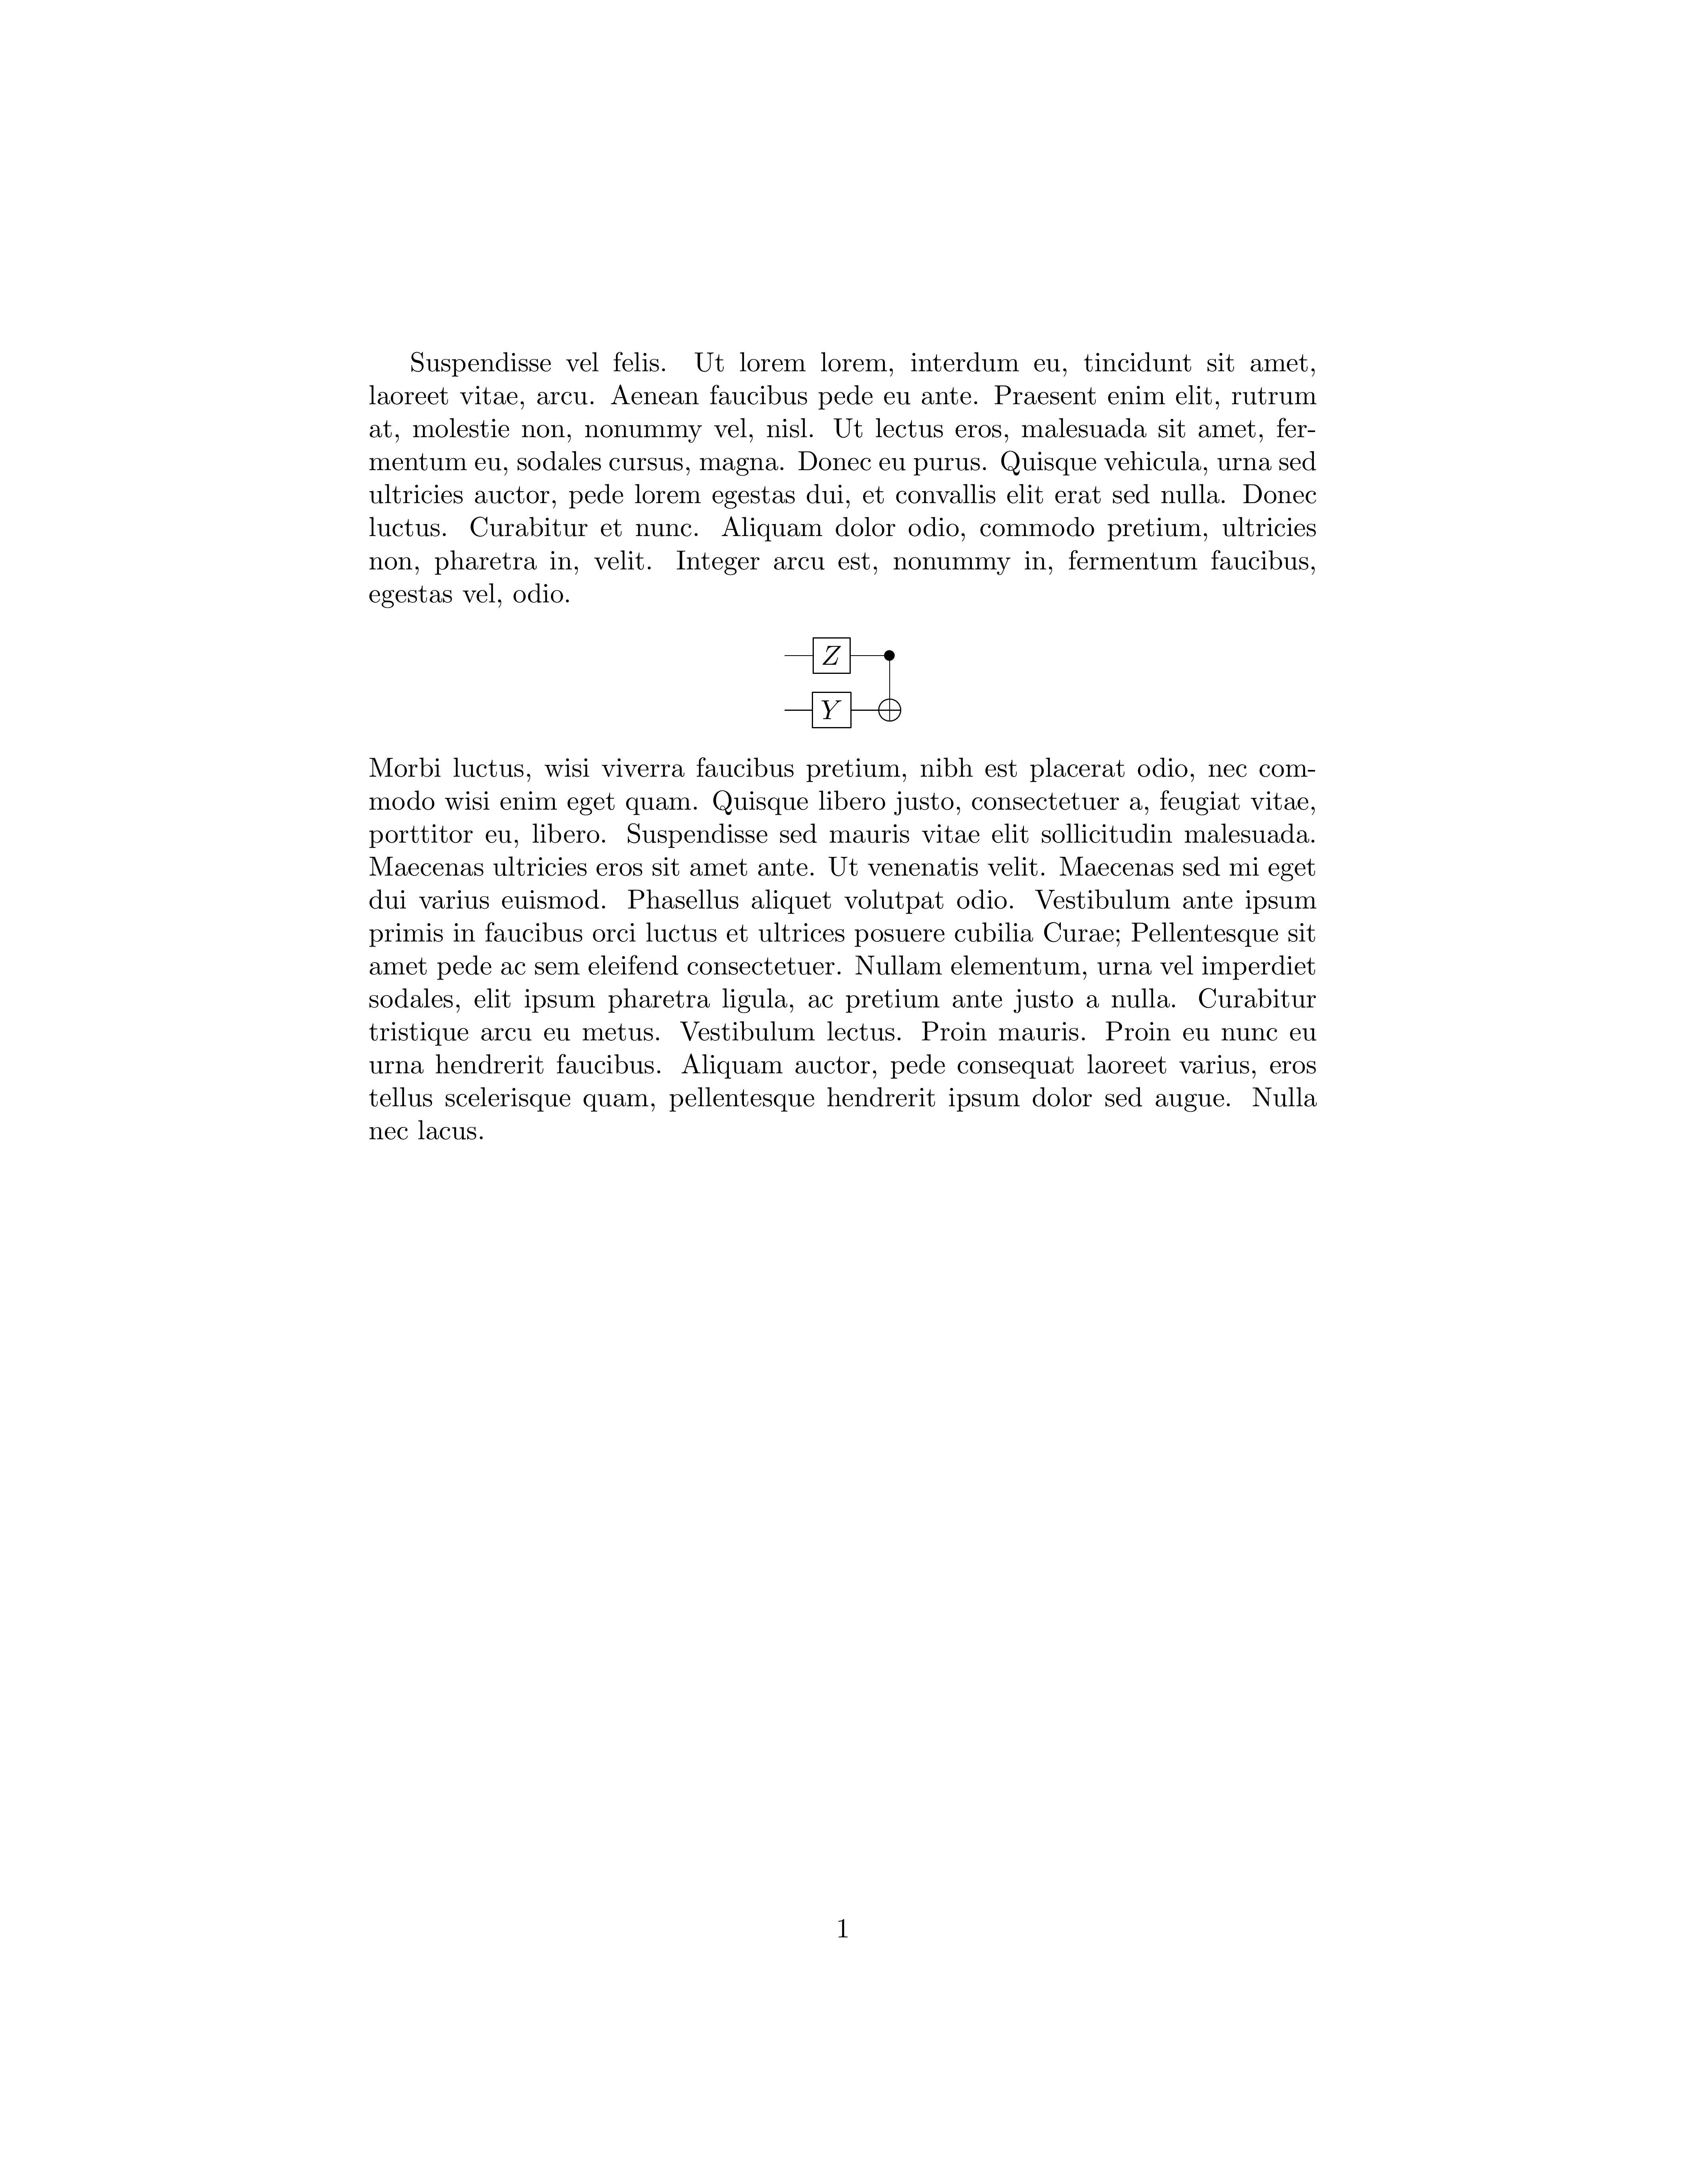 Suspendisse vel felis. Ut lorem lorem, interdum eu, tincidunt sit amet,
laoreet vitae, arcu. Aenean faucibus pede eu ante. Praesent enim elit, rutrum
at, molestie non, nonummy vel, nisl. Ut lectus eros, malesuada sit amet, fer-
mentum eu, sodales cursus, magna. Donec eu purus. Quisque vehicula, urna sed
ultricies auctor, pede lorem egestas dui, et convallis elit erat sed nulla. Donec
luctus. Curabitur et nunc. Aliquam dolor odio, commodo pretium, ultricies
non, pharetra in, velit. Integer arcu est, nonummy in, fermentum faucibus,
egestas vel, odio.
Z
Y
Morbi luctus, wisi viverra faucibus pretium, nibh est placerat odio, nec com-
modo wisi enim eget quam. Quisque libero justo, consectetuer a, feugiat vitae,
porttitor eu, libero. Suspendisse sed mauris vitae elit sollicitudin malesuada.
Maecenas ultricies eros sit amet ante. Ut venenatis velit. Maecenas sed mi eget
dui varius euismod. Phasellus aliquet volutpat odio. Vestibulum ante ipsum
primis in faucibus orci luctus et ultrices posuere cubilia Curae; Pellentesque sit
amet pede ac sem eleifend consectetuer. Nullam elementum, urna vel imperdiet
sodales, elit ipsum pharetra ligula, ac pretium ante justo a nulla. Curabitur
tristique arcu eu metus. Vestibulum lectus. Proin mauris. Proin eu nunc eu
urna hendrerit faucibus. Aliquam auctor, pede consequat laoreet varius, eros
tellus scelerisque quam, pellentesque hendrerit ipsum dolor sed augue. Nulla
nec lacus.
1